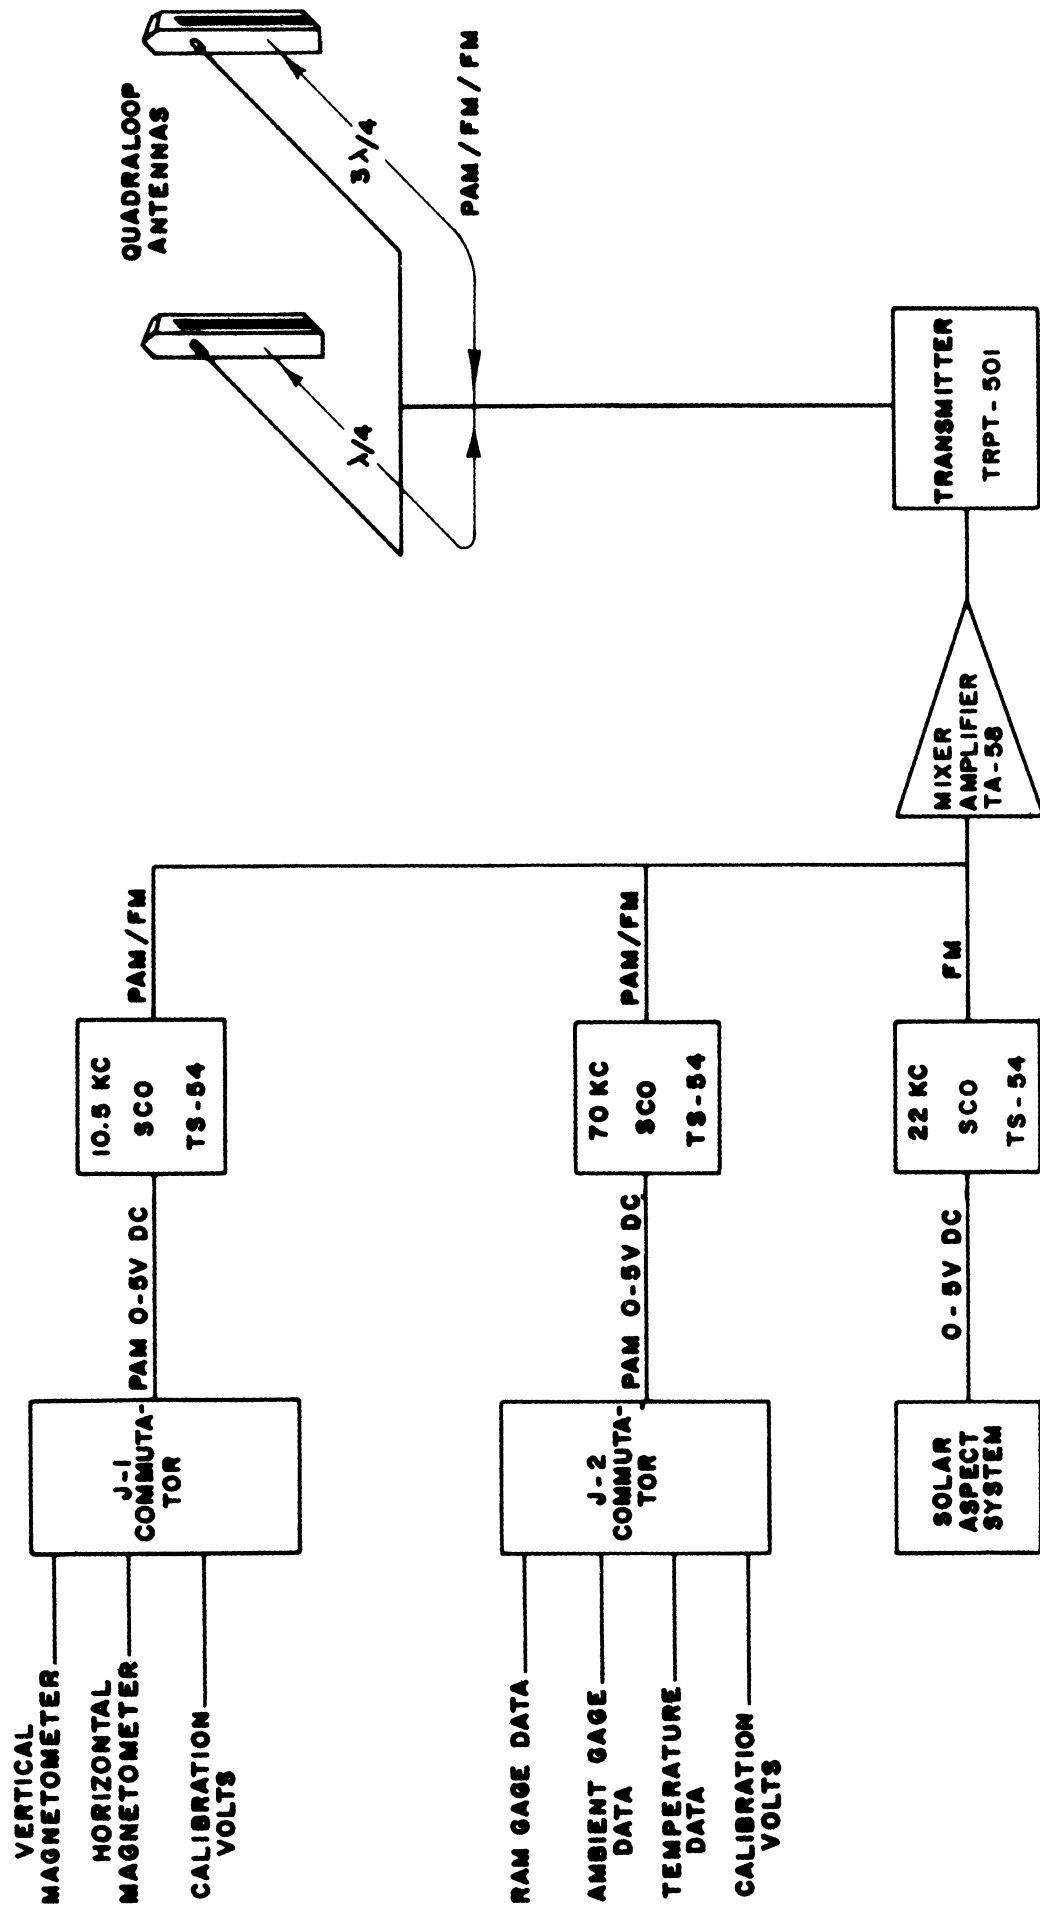 VERTICAL
MAGNETOMETER
HORIZONTAL
MAGNETOMETER
CALIBRATION
VOLTS
J-1
COMMUTA-
TOR
PAM 0-5V DC
10.5 KC
SCO
TS-54
PAM/FM
RAM GAGE DATA
AMBIENT GAGE
DATA
TEMPERATURE
DATA
CALIBRATION
VOLTS
J-2
COMMUTA-
TOR
PAM 0-5V DC
70 KC
SCO
TS-54
PAM/FM
SOLAR
ASPECT
SYSTEM
0-5V DC
22 KC
SCO
TS-54
FM
MIXER
AMPLIFIER
TA-58
TRANSMITTER
TRPT-501
QUADRALOOP
ANTENNAS
λ/4
3λ/4
PAM/FM/FM